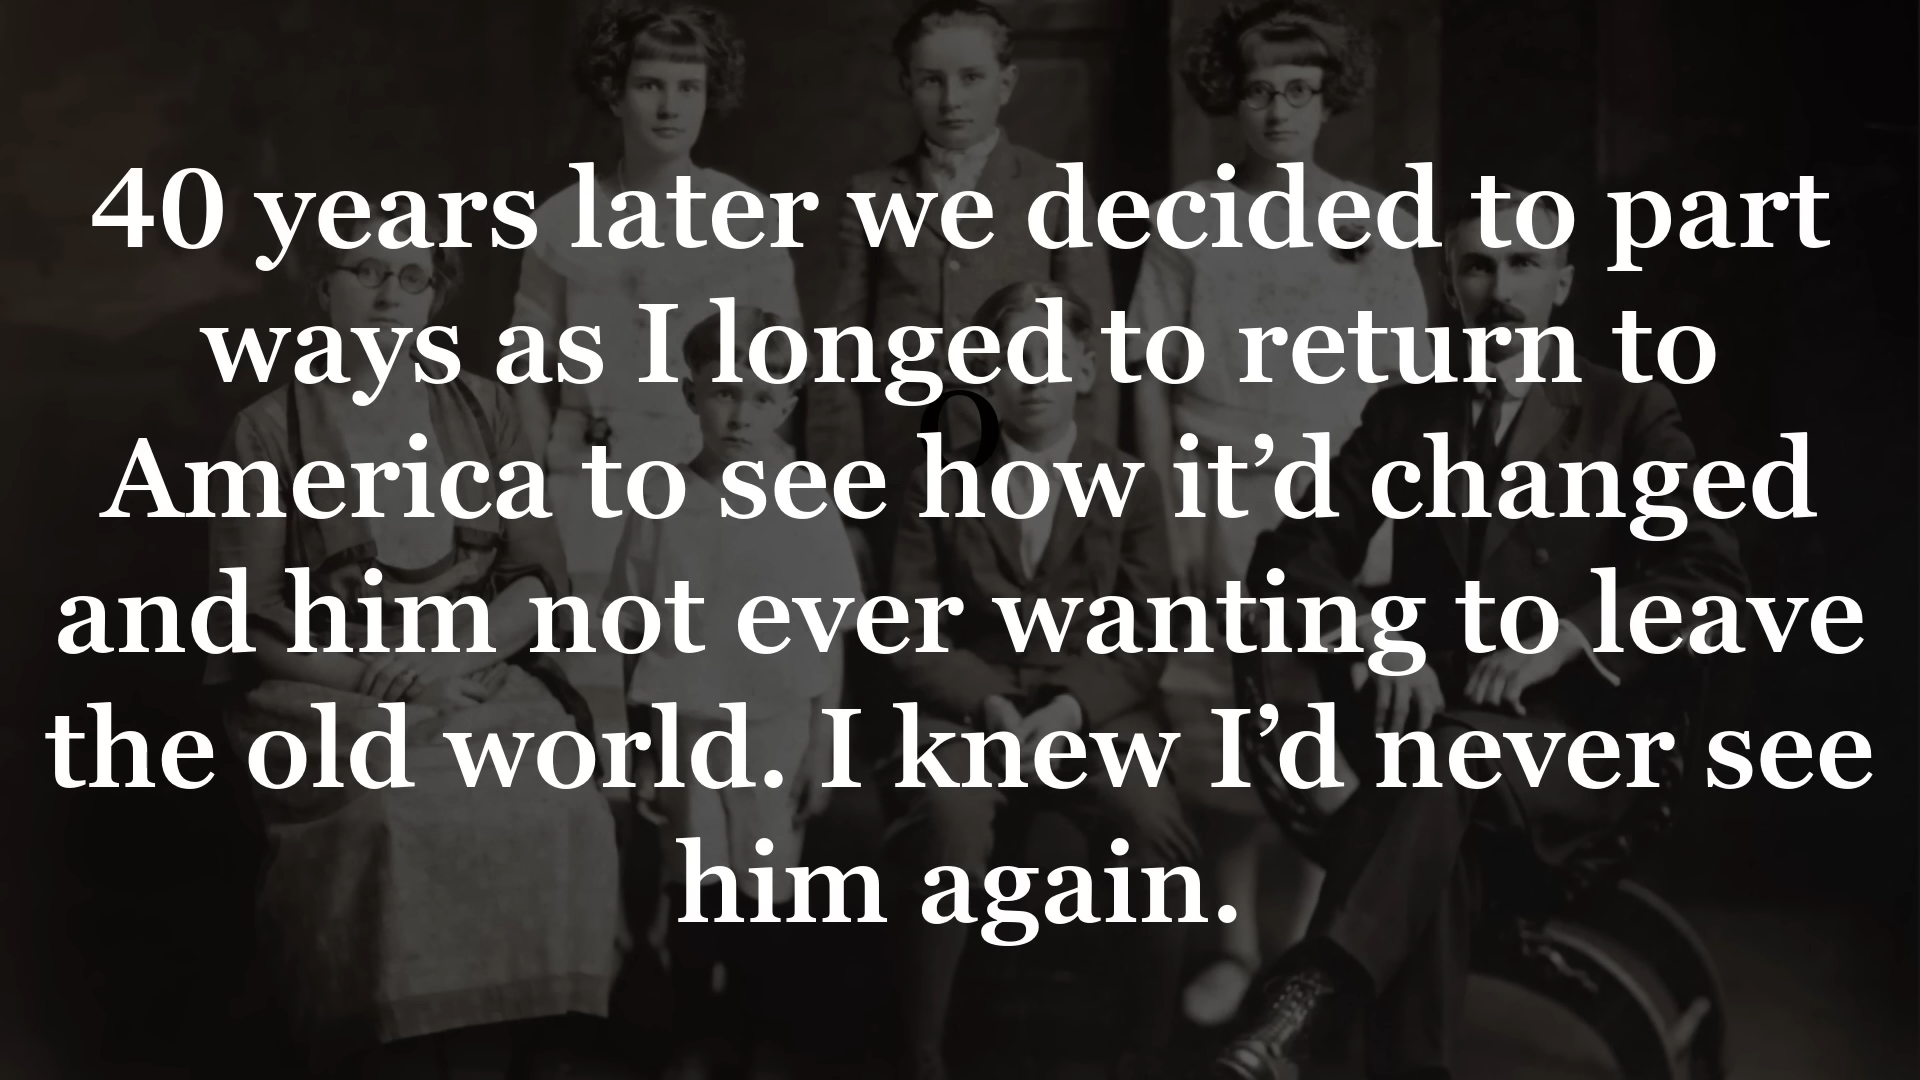 40 years later we decided to part
ways as I longed to return to
America to see how it’d changed
and him not ever wanting to leave
the old world. I knew I’d never see
him again.